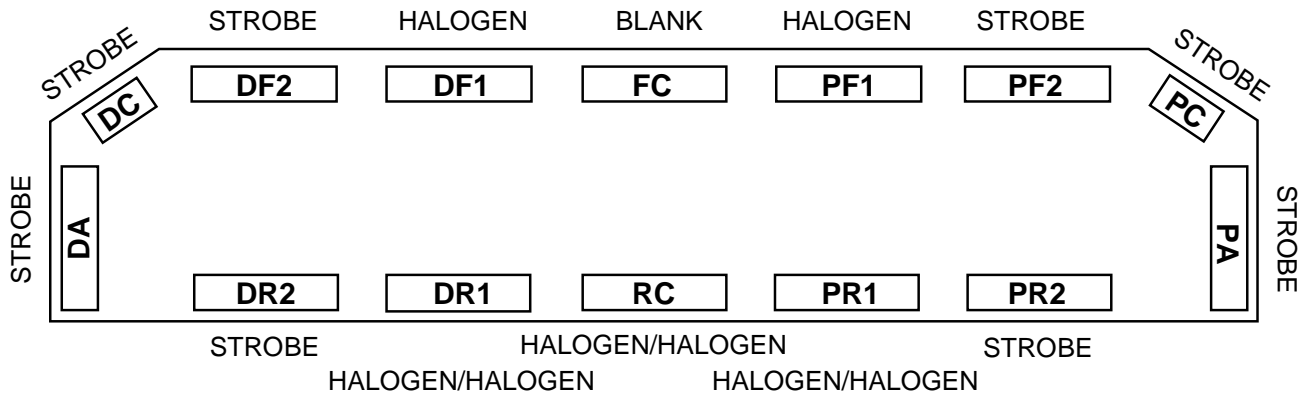 STROBE HALOGEN BLANK HALOGEN STROBE
STROBE STROBE
DF2 DF1 FC PF1 PF2
DC PC
STROBE DA PA STROBE
DR2 DR1 RC PR1 PR2
STROBE HALOGEN/HALOGEN STROBE
HALOGEN/HALOGEN HALOGEN/HALOGEN